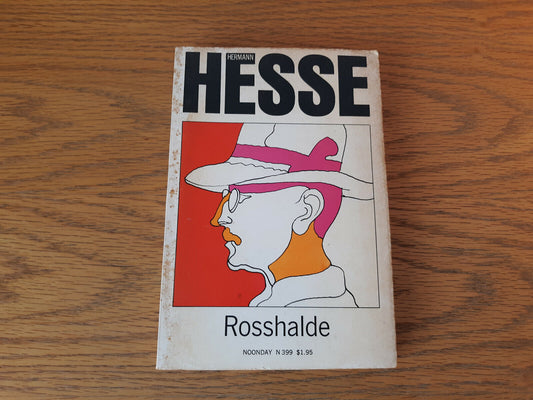 HERMANN
HESSE
Rosshalde
NOONDAY N 399 $1.95